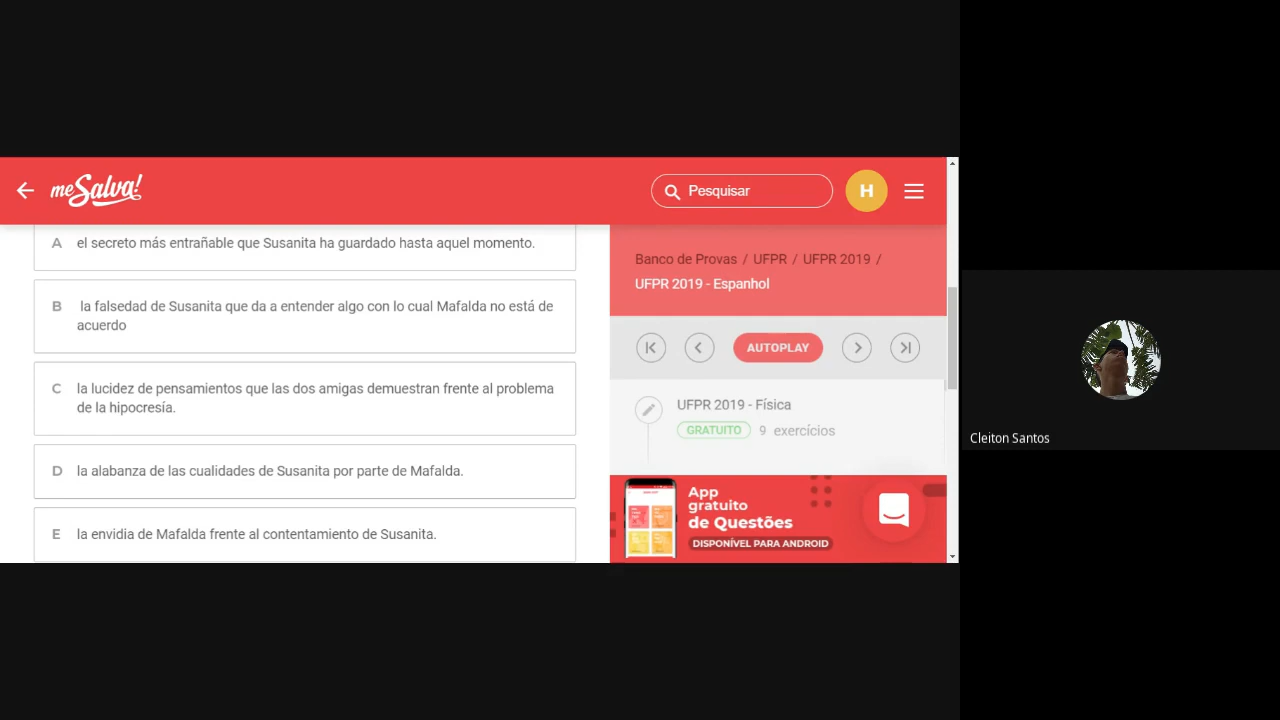 me Salva!
Pesquisar
H
A el secreto más entrañable que Susanita ha guardado hasta aquel momento.
B la falsedad de Susanita que da a entender algo con lo cual Mafalda no está de
acuerdo
C la lucidez de pensamientos que las dos amigas demuestran frente al problema
de la hipocresía.
D la alabanza de las cualidades de Susanita por parte de Mafalda.
E la envidia de Mafalda frente al contentamiento de Susanita.
Banco de Provas / UFPR / UFPR 2019 /
UFPR 2019 - Espanhol
AUTOPLAY
UFPR 2019 - Física
GRATUITO 9 exercícios
App
gratuito
de Questões
DISPONÍVEL PARA ANDROID
Cleiton Santos